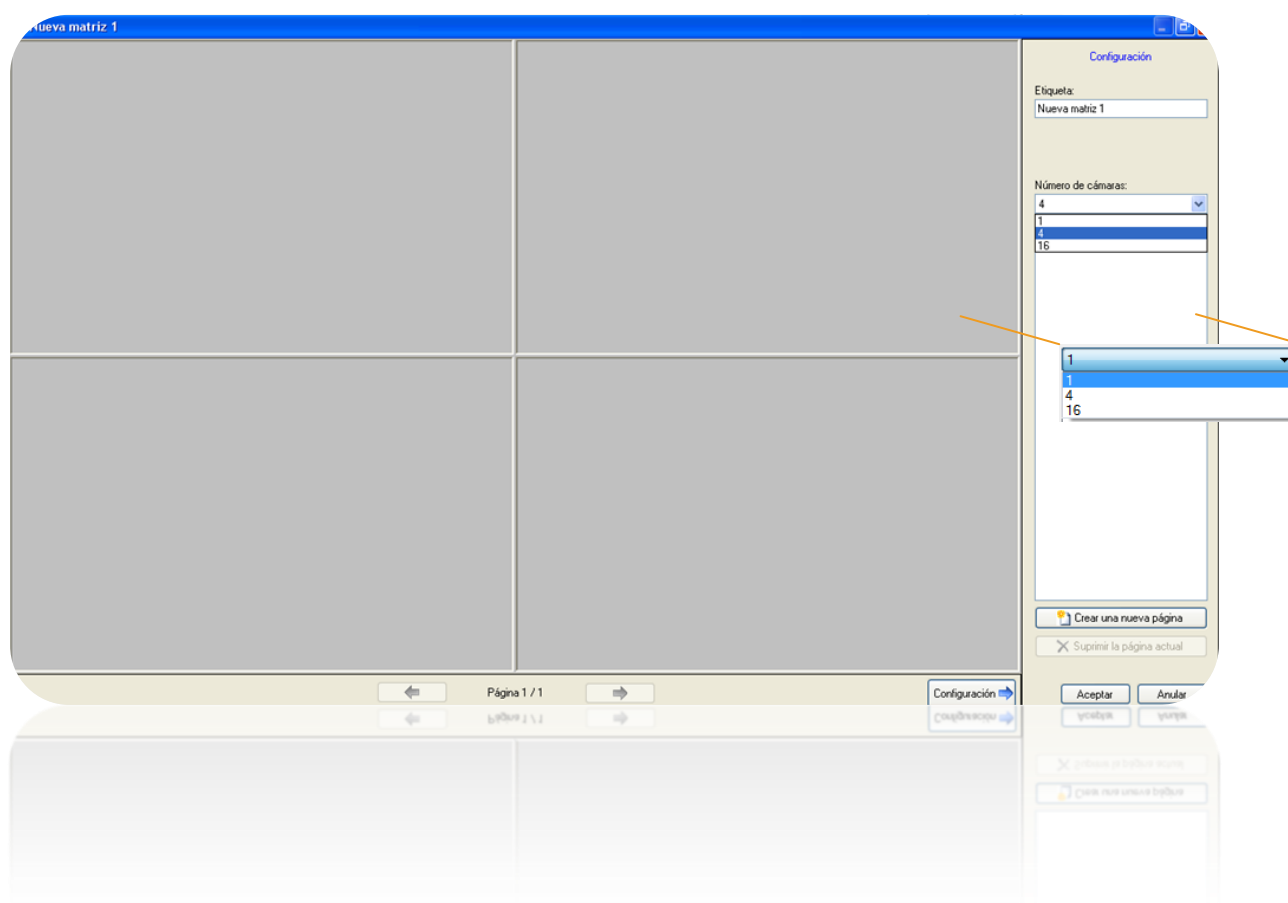 Nueva matriz 1
Configuración
Etiqueta:
Nueva matriz 1
Número de cámaras:
4
1
4
16
1
1
4
16
Crear una nueva página
Suprimir la página actual
Página 1 / 1
Configuración
Aceptar
Anular